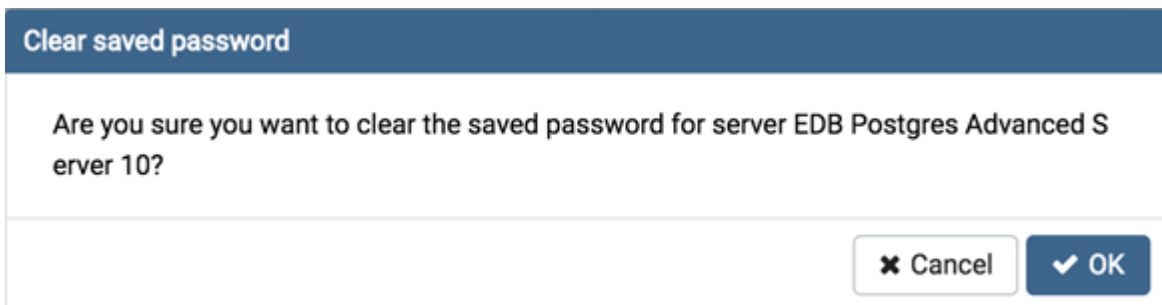 Clear saved password
Are you sure you want to clear the saved password for server EDB Postgres Advanced S
erver 10?
Cancel
OK